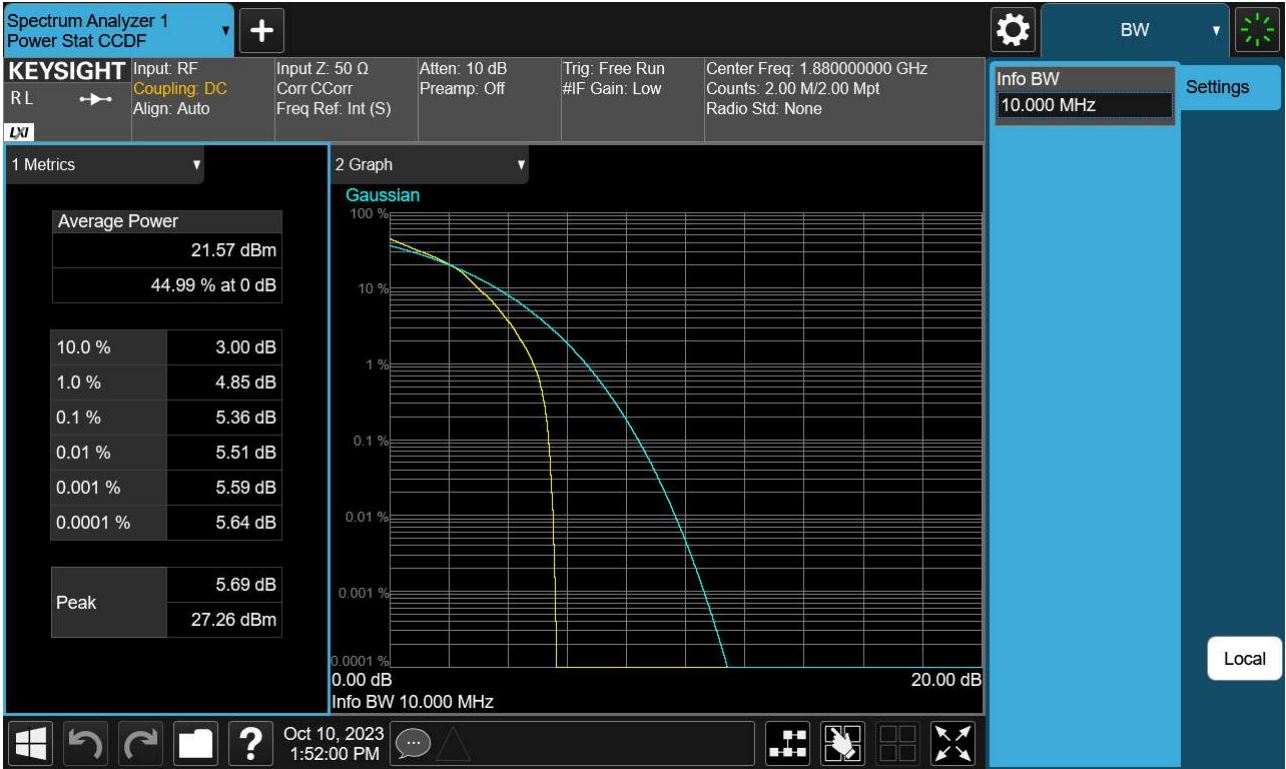 Spectrum Analyzer 1
Power Stat CCDF
BW
KEYSIGHT
RL
LXI
Input: RF
Coupling: DC
Align: Auto
Input Z: 50 Ω
Corr CCorr
Freq Ref: Int (S)
Atten: 10 dB
Preamp: Off
Trig: Free Run
#IF Gain: Low
Center Freq: 1.880000000 GHz
Counts: 2.00 M/2.00 Mpt
Radio Std: None
Info BW
10.000 MHz
Settings
1 Metrics
Average Power
21.57 dBm
44.99 % at 0 dB
10.0 % 3.00 dB
1.0 % 4.85 dB
0.1 % 5.36 dB
0.01 % 5.51 dB
0.001 % 5.59 dB
0.0001 % 5.64 dB
Peak 5.69 dB
27.26 dBm
2 Graph
Gaussian
100 %
10 %
1 %
0.1 %
0.01 %
0.001 %
0.0001 %
0.00 dB 20.00 dB
Info BW 10.000 MHz
Local
Oct 10, 2023
1:52:00 PM